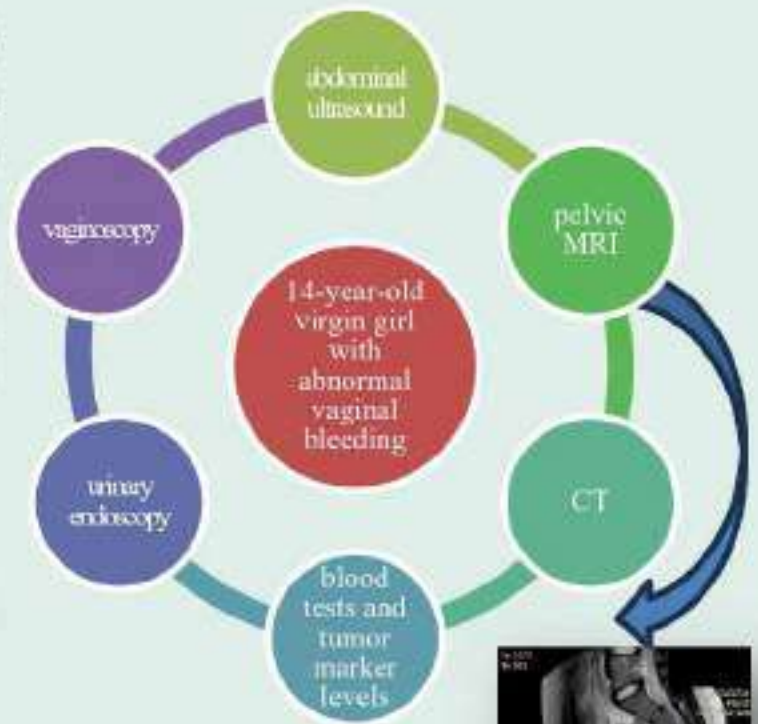 abdominal
ultrasound
vaginoscopy
pelvic
MRI
14-year-old
virgin girl
with
abnormal
vaginal
bleeding
urinary
endoscopy
CT
blood
tests and
tumor
marker
levels